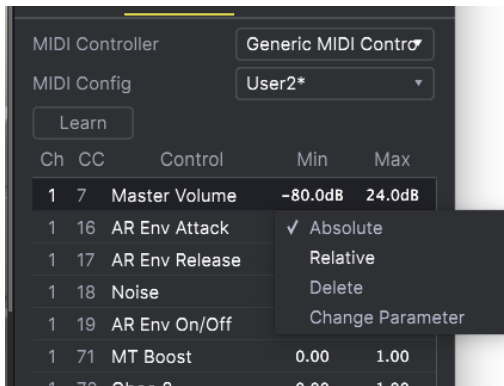 MIDI Controller Generic MIDI Contro
MIDI Config User2*
Learn
Ch CC Control Min Max
1 7 Master Volume -80.0dB 24.0dB
1 16 AR Env Attack
✓ Absolute
1 17 AR Env Release
Relative
1 18 Noise
Delete
1 19 AR Env On/Off
Change Parameter
1 71 MT Boost 0.00 1.00